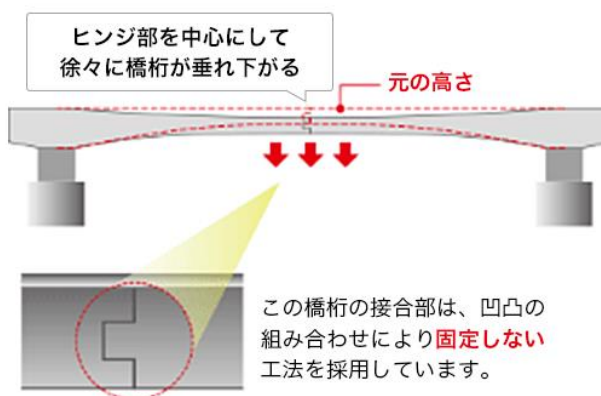 ヒンジ部を中心にして
徐々に橋桁が垂れ下がる
元の高さ
この橋桁の接合部は、凹凸の
組み合わせにより固定しない
工法を採用しています。